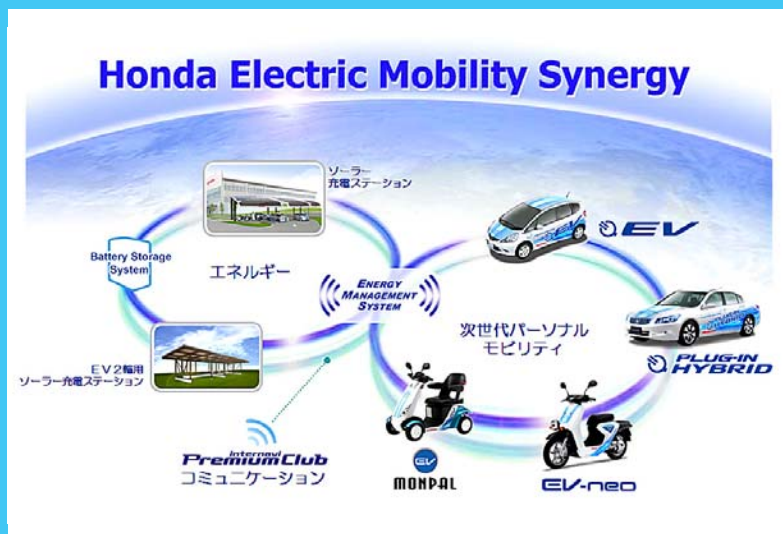 Honda Electric Mobility Synergy
ソーラー
充電ステーション
EV
Battery Storage
System
エネルギー
ENERGY
MANAGEMENT
SYSTEM
次世代パーソナル
モビリティ
PLUG-IN
HYBRID
EV2輪用
ソーラー充電ステーション
internavi
PremiumClub
コミュニケーション
EV
MONPAL
EV-neo